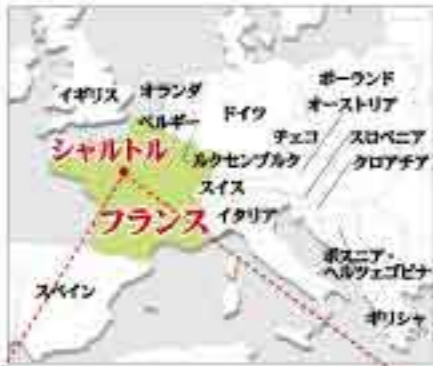 ポーランド
イギリス
オランダ
オーストリア
ドイツ
ベルギー
チェコ
スロベニア
シャルトル
ルクセンブルク
クロアチア
スイス
フランス
イタリア
ボスニア・
ヘルツェゴビナ
スペイン
ギリシャ